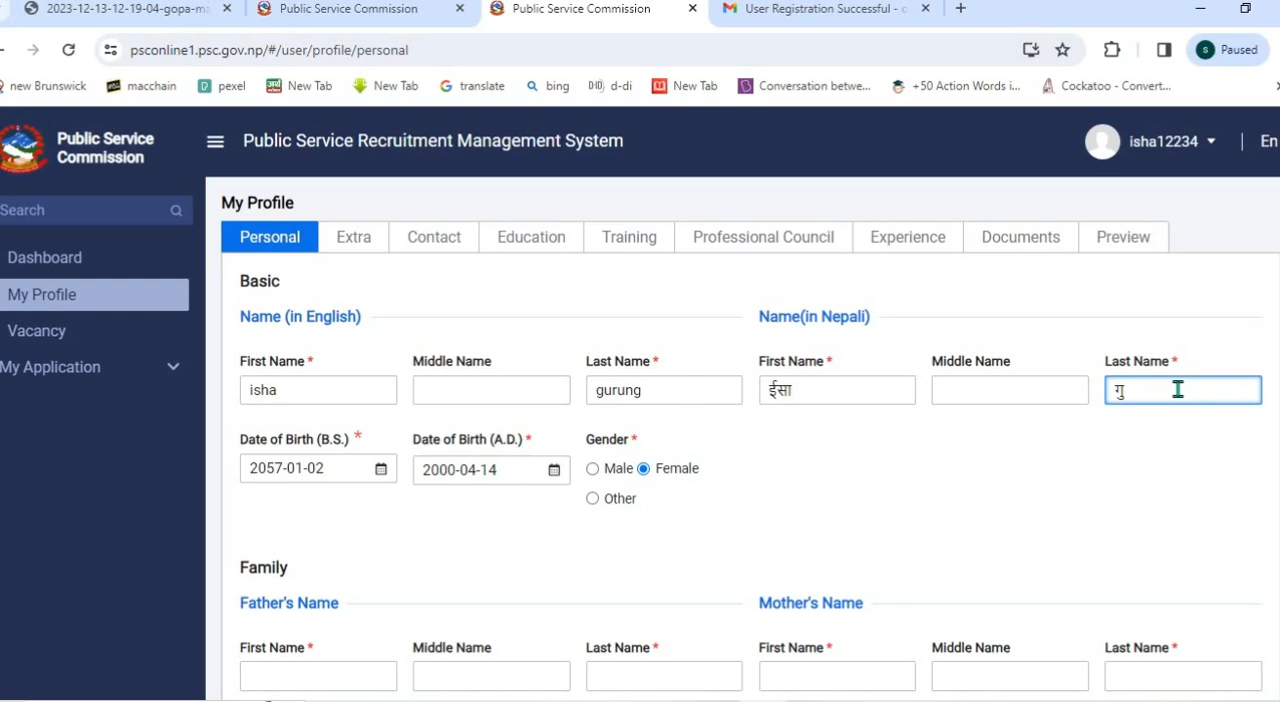 2023-12-13-12-19-04-gopa-ma
Public Service Commission
Public Service Commission
User Registration Successful - 
psconline1.psc.gov.np/#/user/profile/personal
S Paused
new Brunswick macchain pexel New Tab New Tab translate bing d-di New Tab Conversation betwe... +50 Action Words i... Cockatoo - Convert...
Public Service
Commission
Public Service Recruitment Management System
isha12234
En
Search
Dashboard
My Profile
Vacancy
My Application
My Profile
Personal Extra Contact Education Training Professional Council Experience Documents Preview
Basic
Name (in English) Name(in Nepali)
First Name * Middle Name Last Name * First Name * Middle Name Last Name *
isha gurung ईसा गु
Date of Birth (B.S.) * Date of Birth (A.D.) * Gender *
2057-01-02 2000-04-14 Male Female
Other
Family
Father's Name Mother's Name
First Name * Middle Name Last Name * First Name * Middle Name Last Name *